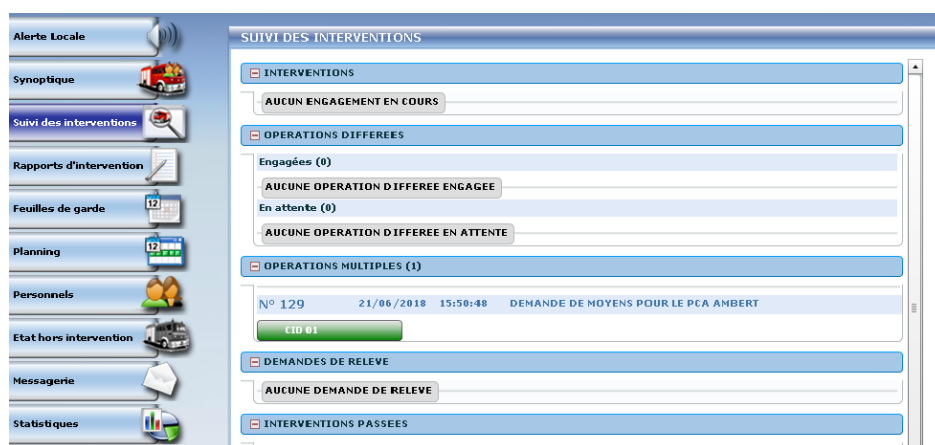 Alerte Locale
Synoptique
Suivi des interventions
Rapports d'intervention
Feuilles de garde
12
Planning
12
Personnels
Etat hors intervention
Messagerie
Statistiques
SUIVI DES INTERVENTIONS
INTERVENTIONS
AUCUN ENGAGEMENT EN COURS
OPERATIONS DIFFEREES
Engagées (0)
AUCUNE OPERATION DIFFEREE ENGAGEE
En attente (0)
AUCUNE OPERATION DIFFEREE EN ATTENTE
OPERATIONS MULTIPLES (1)
N° 129 21/06/2018 15:50:48 DEMANDE DE MOYENS POUR LE PCA AMBERT
CID 01
DEMANDES DE RELEVE
AUCUNE DEMANDE DE RELEVE
INTERVENTIONS PASSEES